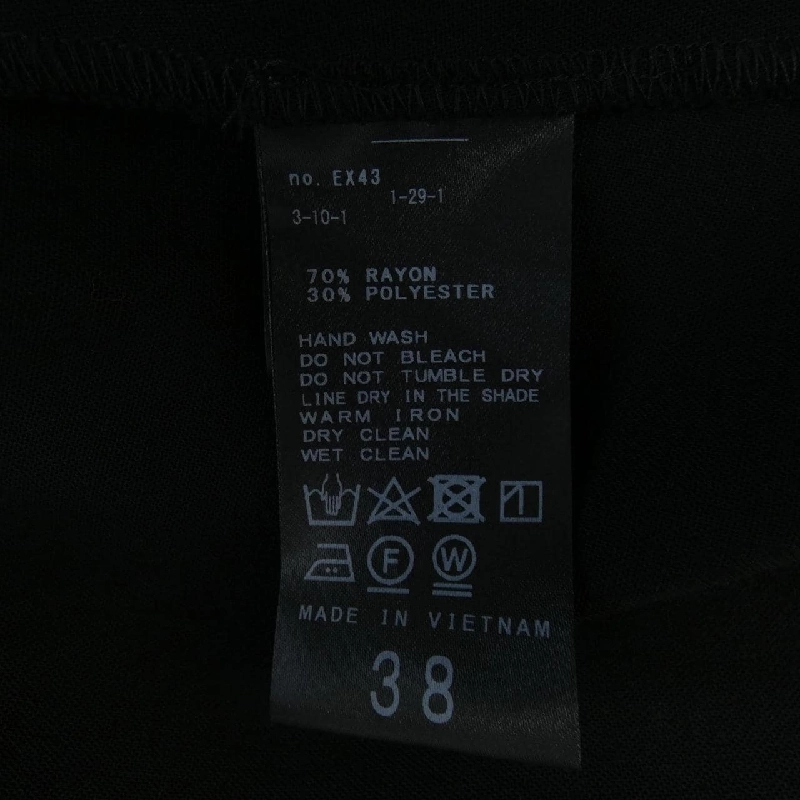 no. EX43
1-29-1
3-10-1
70% RAYON
30% POLYESTER
HAND WASH
DO NOT BLEACH
DO NOT TUMBLE DRY
LINE DRY IN THE SHADE
WARM IRON
DRY CLEAN
WET CLEAN
F W
MADE IN VIETNAM
38